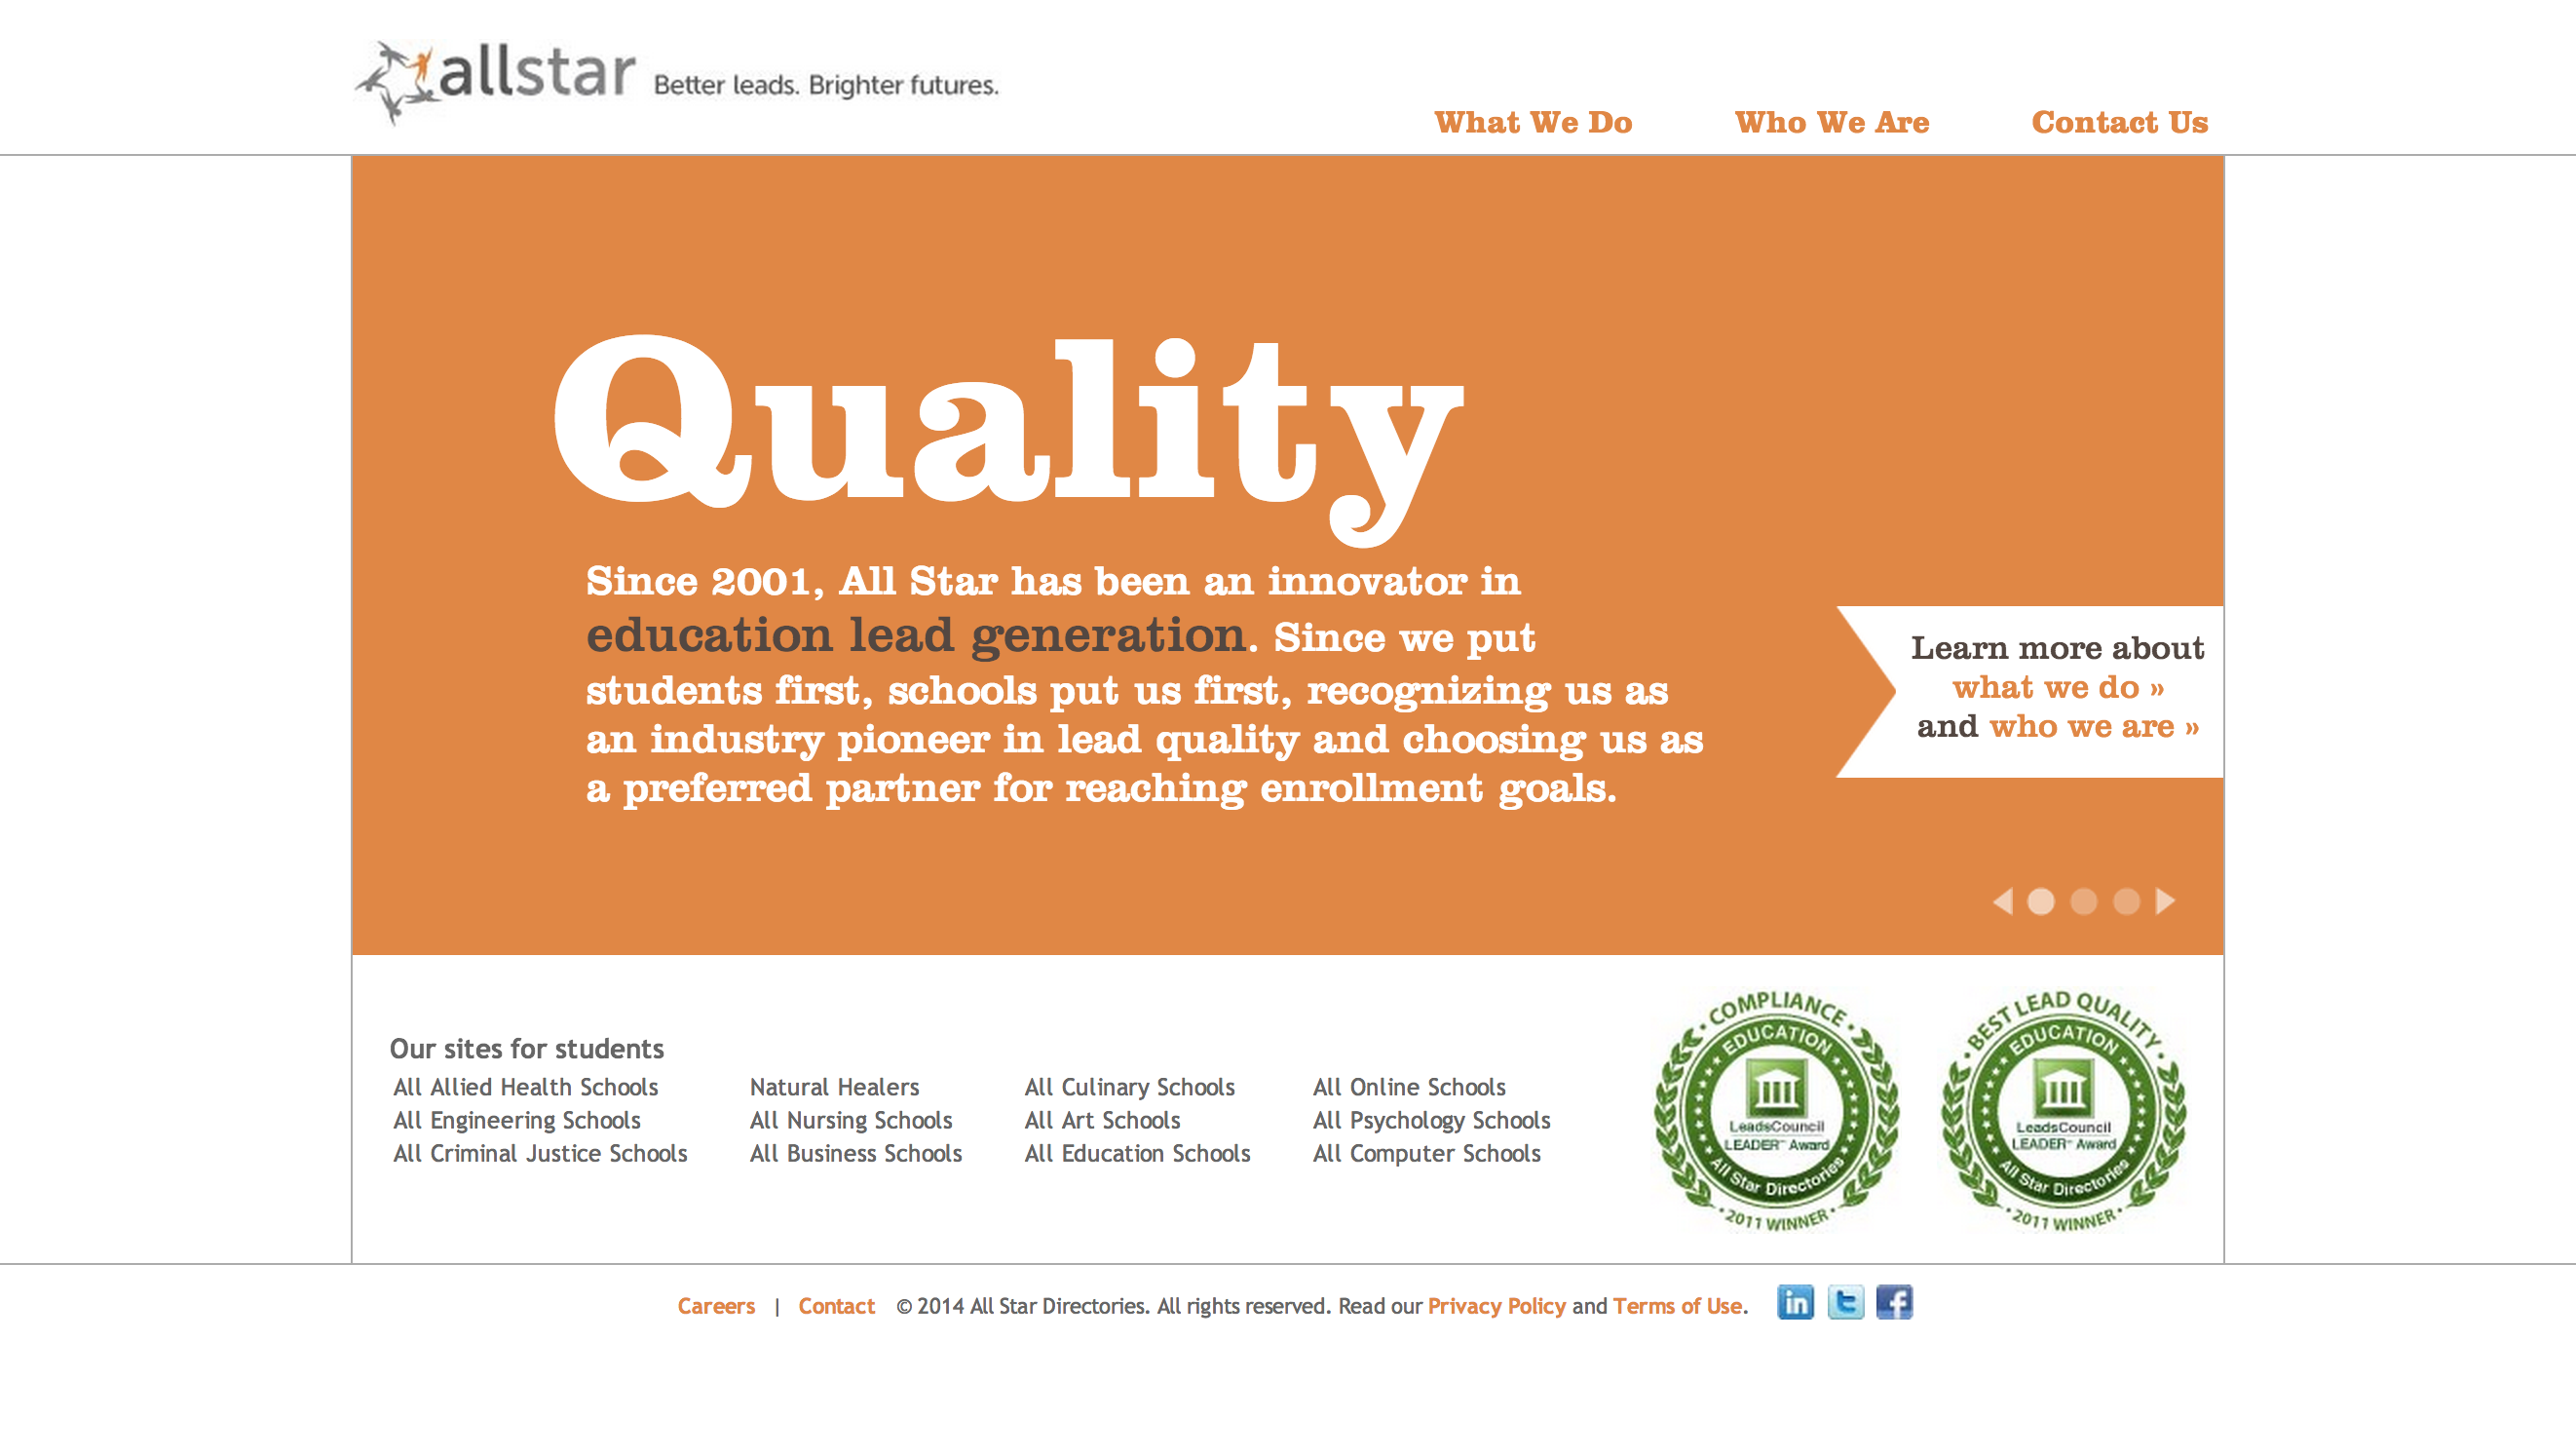 allstar Better leads. Brighter futures.
What We Do Who We Are Contact Us
Quality
Since 2001, All Star has been an innovator in
education lead generation. Since we put
students first, schools put us first, recognizing us as
an industry pioneer in lead quality and choosing us as
a preferred partner for reaching enrollment goals.
Learn more about
what we do »
and who we are »
Our sites for students
All Allied Health Schools Natural Healers All Culinary Schools All Online Schools
All Engineering Schools All Nursing Schools All Art Schools All Psychology Schools
All Criminal Justice Schools All Business Schools All Education Schools All Computer Schools
• COMPLIANCE •
EDUCATION
LeadsCouncil
LEADER™ Award
All Star Directories
• 2011 WINNER •
• BEST LEAD QUALITY •
EDUCATION
LeadsCouncil
LEADER™ Award
All Star Directories
• 2011 WINNER •
Careers | Contact © 2014 All Star Directories. All rights reserved. Read our Privacy Policy and Terms of Use. in t f